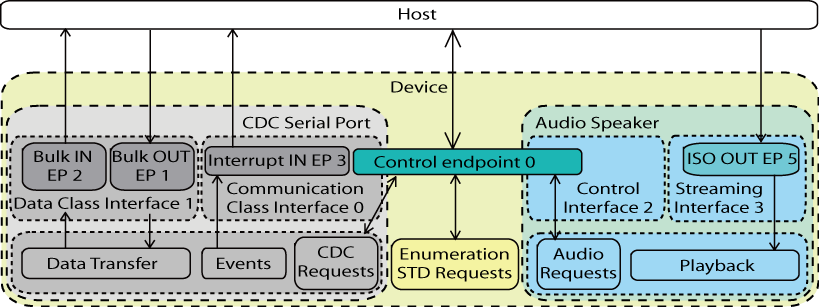 Host
Device
CDC Serial Port
Audio Speaker
Bulk IN
EP 2
Bulk OUT
EP 1
Interrupt IN EP 3
Control endpoint 0
ISO OUT EP 5
Data Class Interface 1
Communication
Class Interface 0
Control
Interface 2
Streaming
Interface 3
Data Transfer
Events
CDC
Requests
Enumeration
STD Requests
Audio
Requests
Playback